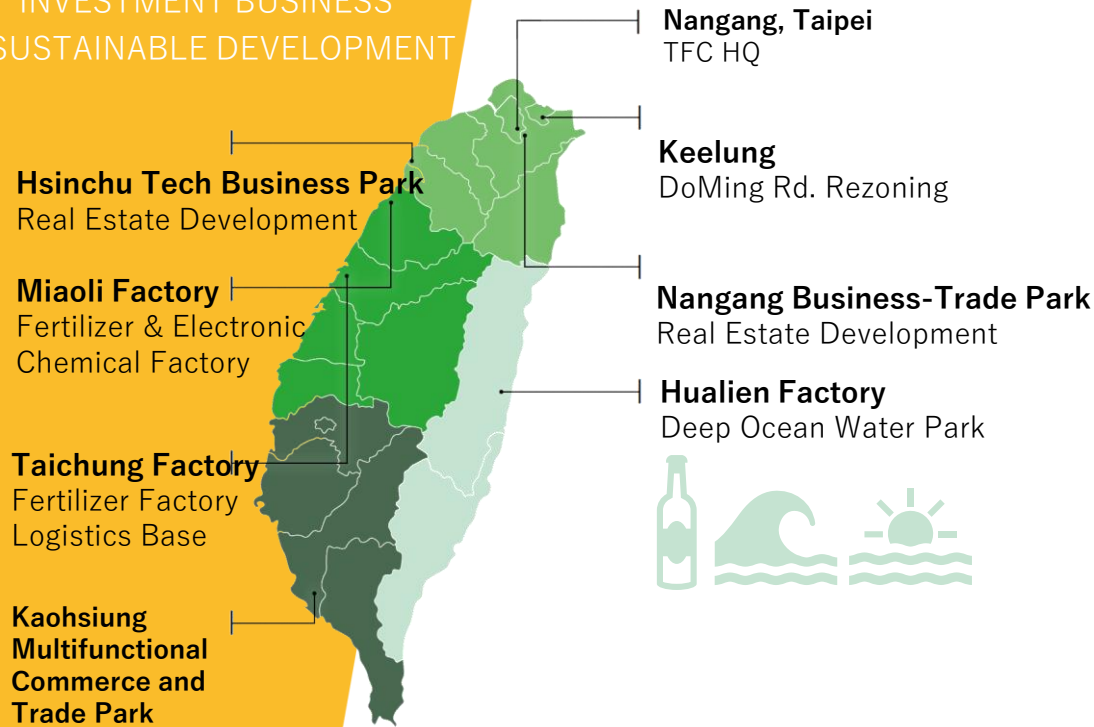 INVESTMENT BUSINESS
SUSTAINABLE DEVELOPMENT
Hsinchu Tech Business Park
Real Estate Development
Miaoli Factory
Fertilizer & Electronic
Chemical Factory
Taichung Factory
Fertilizer Factory
Logistics Base
Kaohsiung
Multifunctional
Commerce and
Trade Park
Nangang, Taipei
TFC HQ
Keelung
DoMing Rd. Rezoning
Nangang Business-Trade Park
Real Estate Development
Hualien Factory
Deep Ocean Water Park